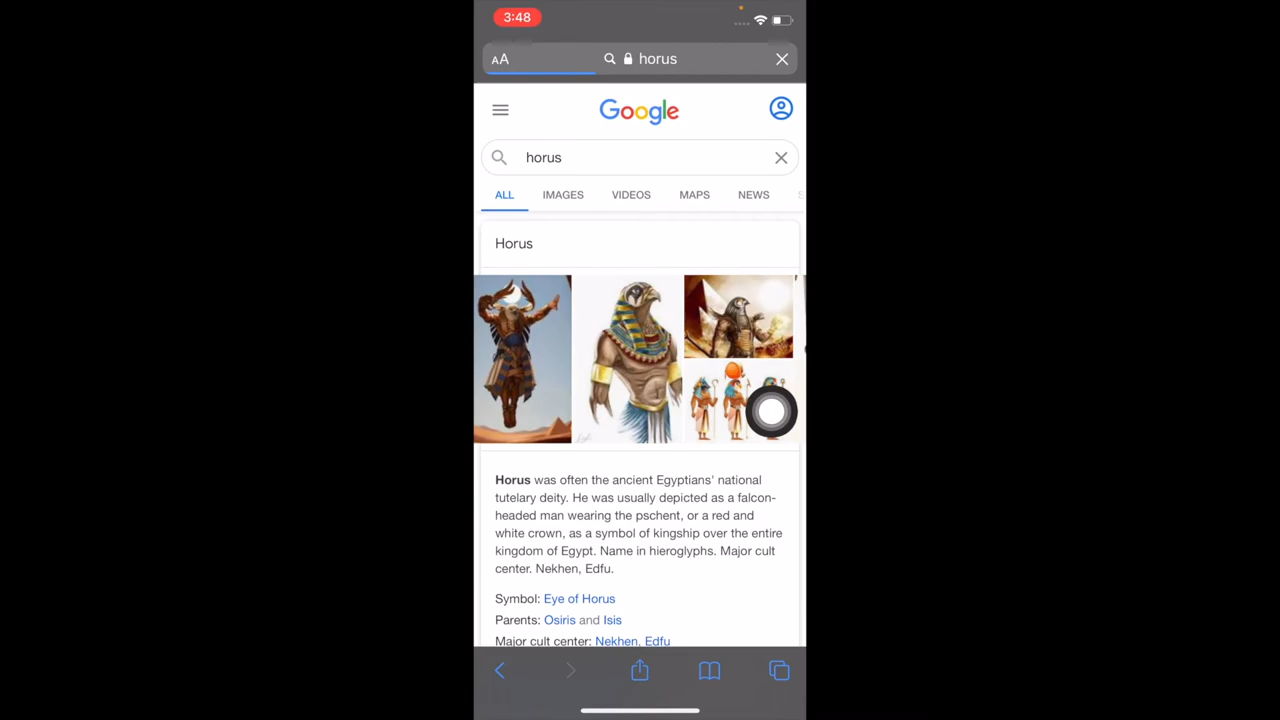 3:48
AA horus
Google
horus
ALL IMAGES VIDEOS MAPS NEWS
Horus
Horus was often the ancient Egyptians' national
tutelary deity. He was usually depicted as a falcon-
headed man wearing the pschent, or a red and
white crown, as a symbol of kingship over the entire
kingdom of Egypt. Name in hieroglyphs. Major cult
center. Nekhen, Edfu.
Symbol: Eye of Horus
Parents: Osiris and Isis
Major cult center: Nekhen, Edfu